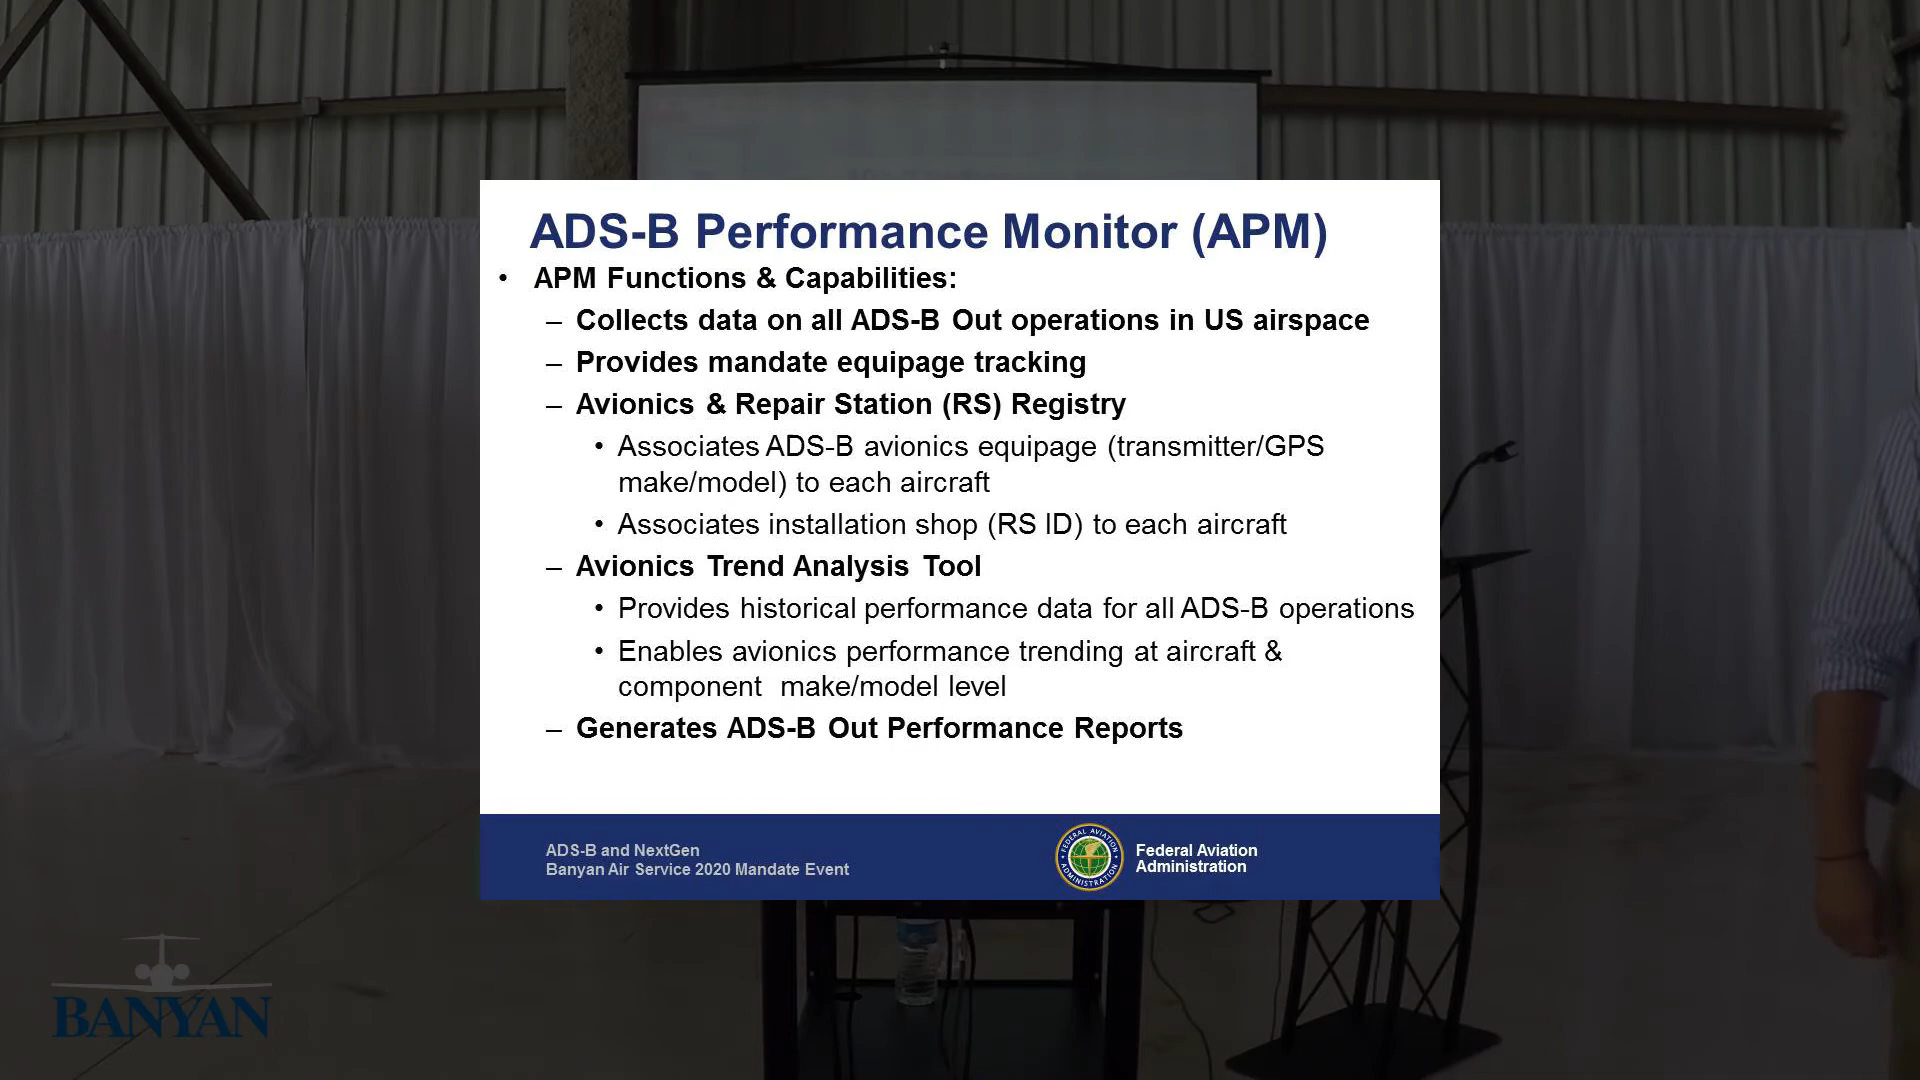 ADS-B Performance Monitor (APM)
• APM Functions & Capabilities:
– Collects data on all ADS-B Out operations in US airspace
– Provides mandate equipage tracking
– Avionics & Repair Station (RS) Registry
• Associates ADS-B avionics equipage (transmitter/GPS
make/model) to each aircraft
• Associates installation shop (RS ID) to each aircraft
– Avionics Trend Analysis Tool
• Provides historical performance data for all ADS-B operations
• Enables avionics performance trending at aircraft &
component make/model level
– Generates ADS-B Out Performance Reports
ADS-B and NextGen
Banyan Air Service 2020 Mandate Event
FEDERAL AVIATION
ADMINISTRATION
Federal Aviation
Administration
BANYAN